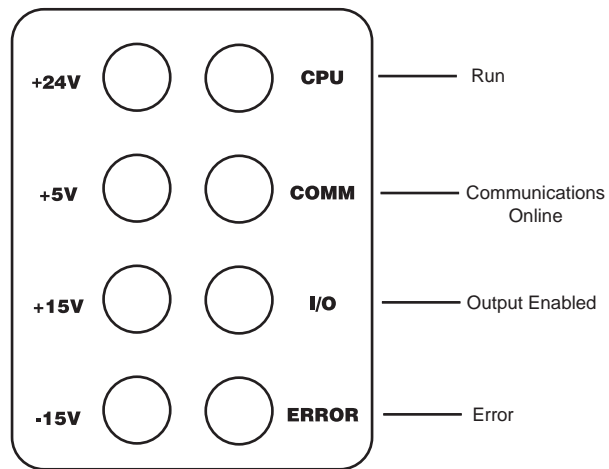 +24V CPU Run
+5V COMM Communications
Online
+15V I/O Output Enabled
-15V ERROR Error